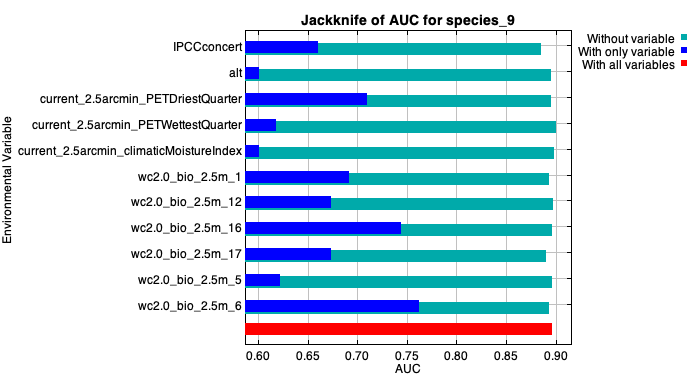 Jackknife of AUC for species_9
Without variable
With only variable
With all variables
Environmental Variable
IPCCconcert
alt
current_2.5arcmin_PETDriestQuarter
current_2.5arcmin_PETWettestQuarter
current_2.5arcmin_climaticMoistureIndex
wc2.0_bio_2.5m_1
wc2.0_bio_2.5m_12
wc2.0_bio_2.5m_16
wc2.0_bio_2.5m_17
wc2.0_bio_2.5m_5
wc2.0_bio_2.5m_6
0.60 0.65 0.70 0.75 0.80 0.85 0.90
AUC